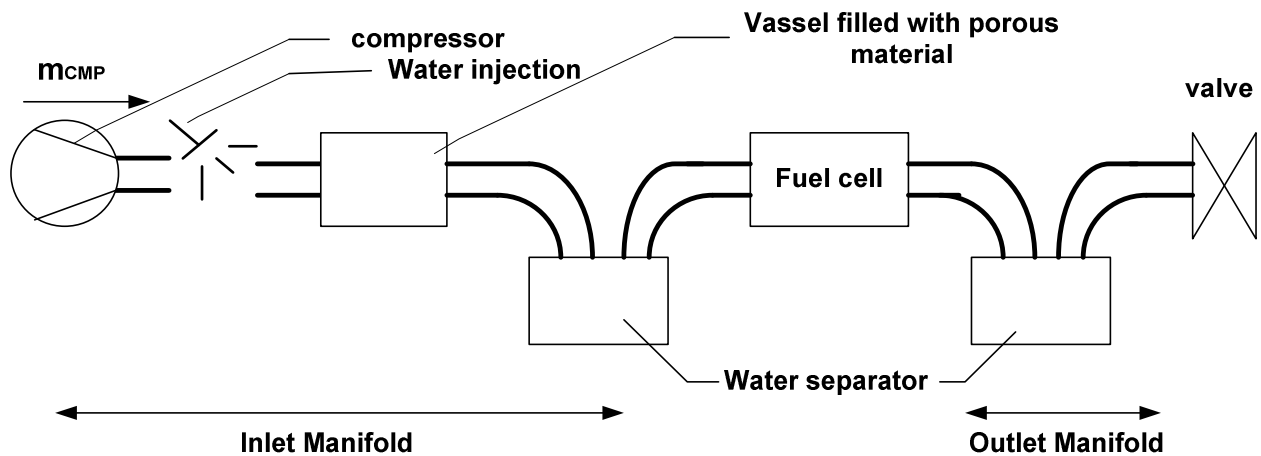 Vassel filled with porous
material
compressor
Water injection
mCMP
valve
Fuel cell
Water separator
Inlet Manifold
Outlet Manifold